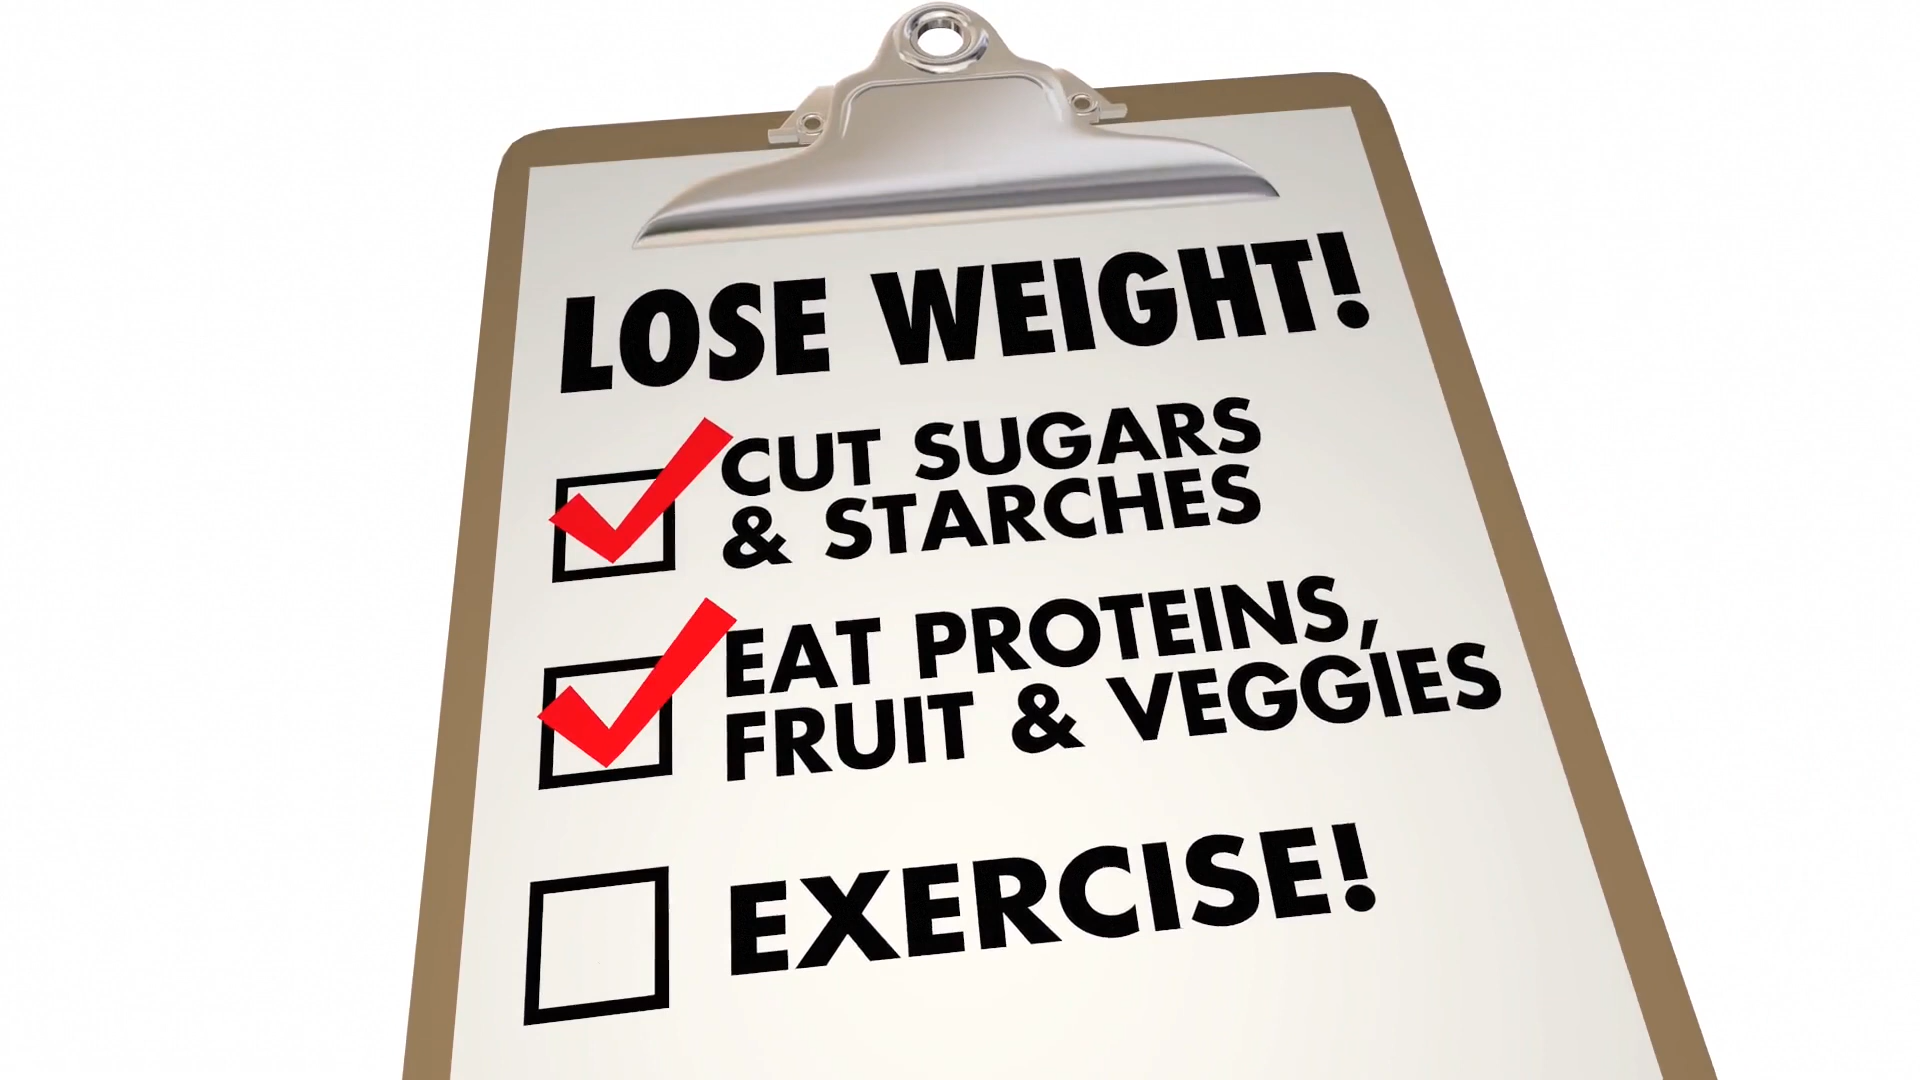 LOSE WEIGHT!
CUT SUGARS
& STARCHES
EAT PROTEINS,
FRUIT & VEGGIES
EXERCISE!